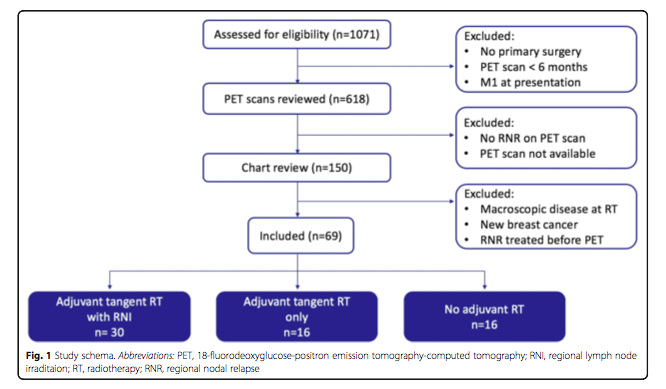 Assessed for eligibility (n=1071)
Excluded:
• No primary surgery
• PET scan < 6 months
• M1 at presentation
PET scans reviewed (n=618)
Excluded:
• No RNR on PET scan
• PET scan not available
Chart review (n=150)
Excluded:
• Macroscopic disease at RT
• New breast cancer
• RNR treated before PET
Included (n=69)
Adjuvant tangent RT
with RNI
n= 30
Adjuvant tangent RT
only
n=16
No adjuvant RT
n=16
Fig. 1 Study schema. Abbreviations: PET, 18-fluorodeoxyglucose-positron emission tomography-computed tomography; RNI, regional lymph node
irraditaion; RT, radiotherapy; RNR, regional nodal relapse